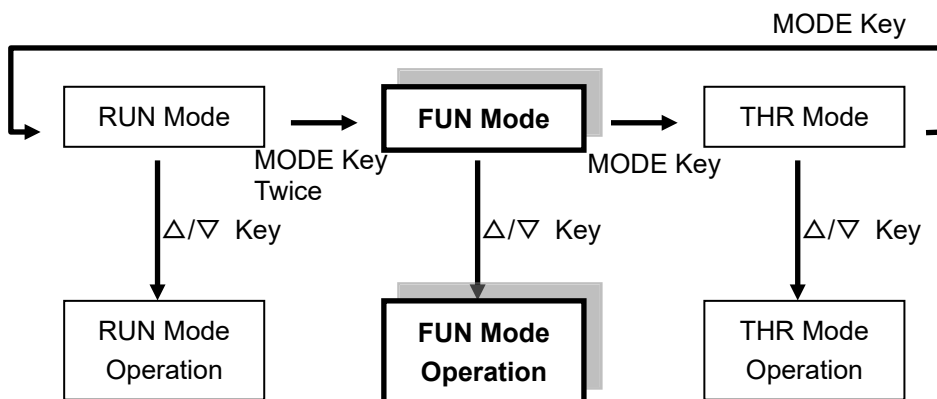 MODE Key
RUN Mode
FUN Mode
THR Mode
MODE Key
Twice
MODE Key
△/▽ Key
△/▽ Key
△/▽ Key
RUN Mode
Operation
FUN Mode
Operation
THR Mode
Operation